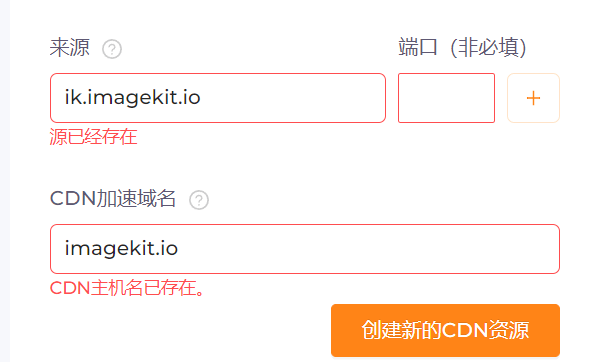 来源 ? 端口（非必填）
ik.imagekit.io +
源已经存在
CDN加速域名 ?
imagekit.io
CDN主机名已存在。
创建新的CDN资源